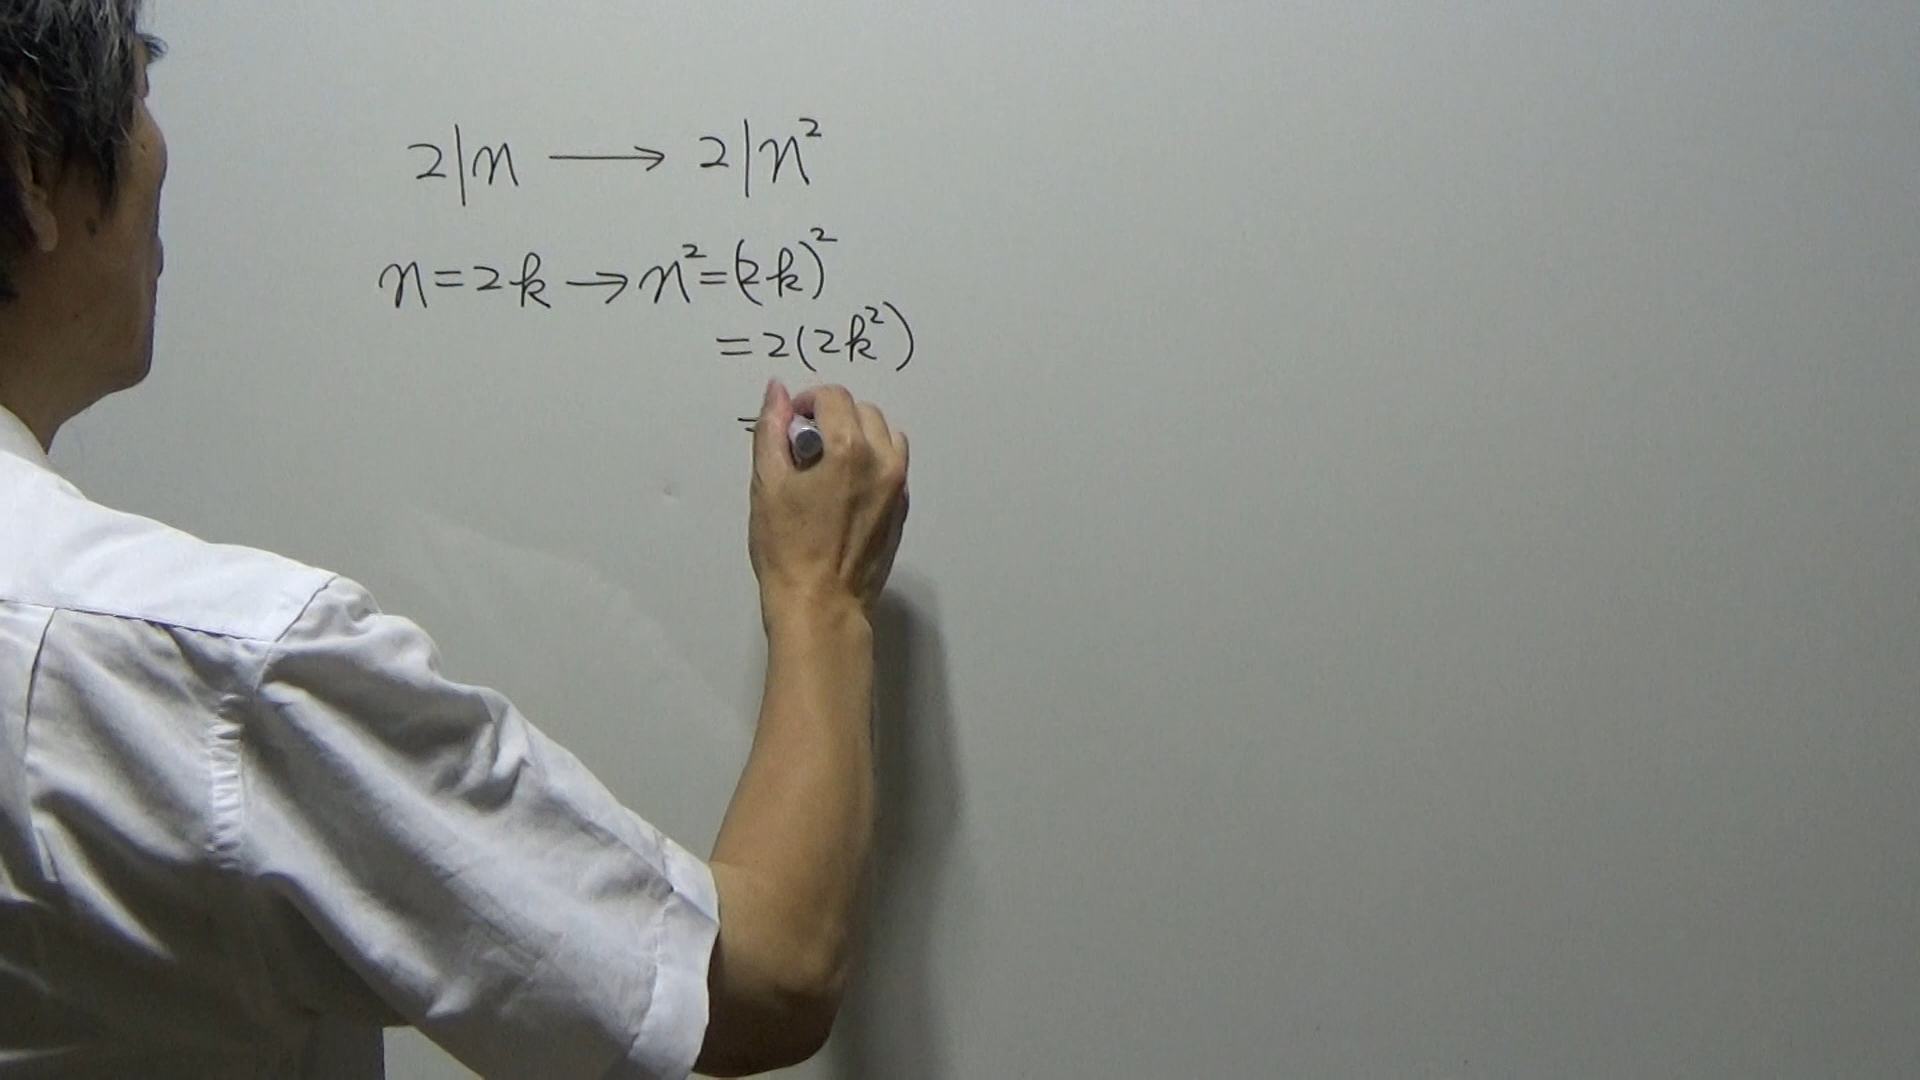 2|n → 2|n²
n=2k → n²=(2k)²
=2(2k²)
=